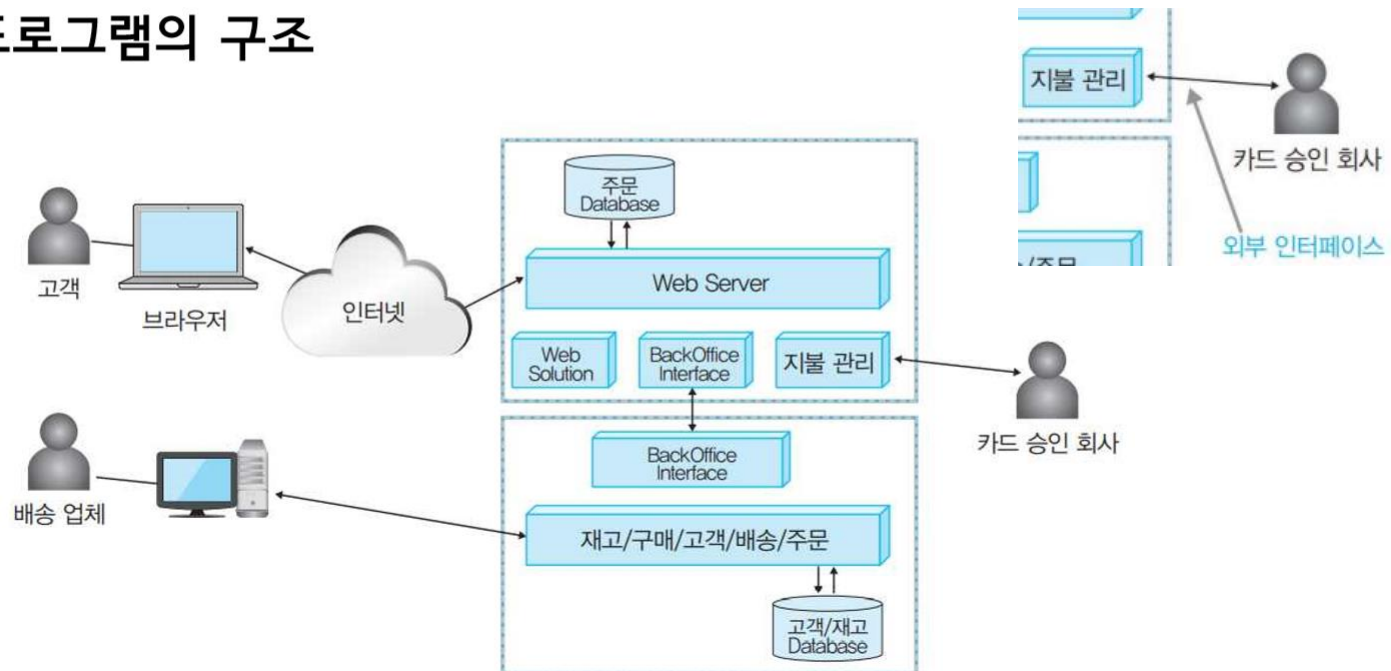 로그램의 구조
고객
브라우저
인터넷
주문
Database
Web Server
Web
Solution
BackOffice
Interface
지불 관리
카드 승인 회사
배송 업체
BackOffice
Interface
재고/구매/고객/배송/주문
고객/재고
Database
지불 관리
카드 승인 회사
외부 인터페이스
/주문